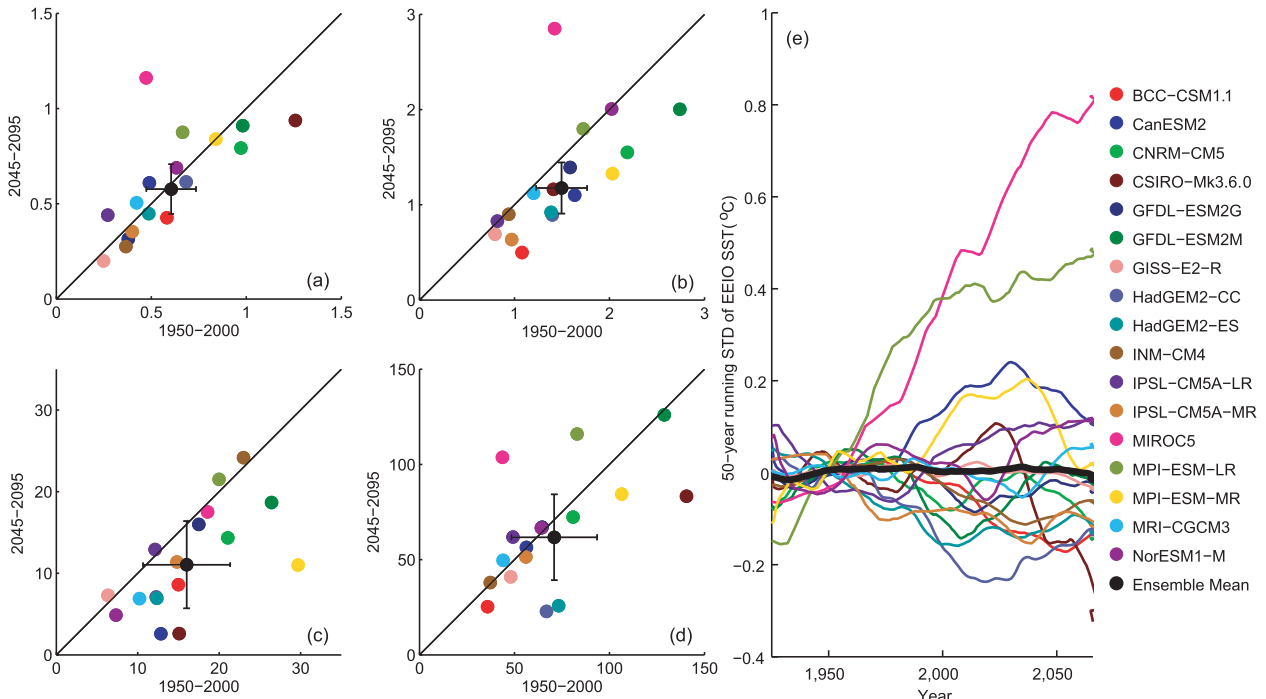 1.5
1
0.5
0
0
0.5
1
1.5
2045−2095
1950−2000
(a)
3
2
1
0
0
1
2
3
2045−2095
1950−2000
(b)
30
20
10
0
0
10
20
30
2045−2095
1950−2000
(c)
150
100
50
0
0
50
100
150
2045−2095
1950−2000
(d)
1
0.8
0.6
0.4
0.2
0
−0.2
−0.4
50−year running STD of EEIO SST( °C)
(e)
1,950
2,000
2,050
Year
BCC−CSM1.1
CanESM2
CNRM−CM5
CSIRO−Mk3.6.0
GFDL−ESM2G
GFDL−ESM2M
GISS−E2−R
HadGEM2−CC
HadGEM2−ES
INM−CM4
IPSL−CM5A−LR
IPSL−CM5A−MR
MIROC5
MPI−ESM−LR
MPI−ESM−MR
MRI−CGCM3
NorESM1−M
Ensemble Mean